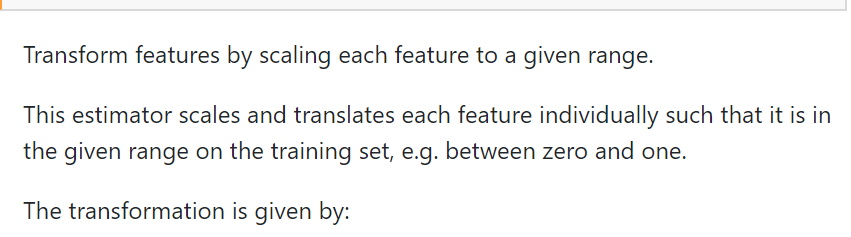 Transform features by scaling each feature to a given range.
This estimator scales and translates each feature individually such that it is in
the given range on the training set, e.g. between zero and one.
The transformation is given by: